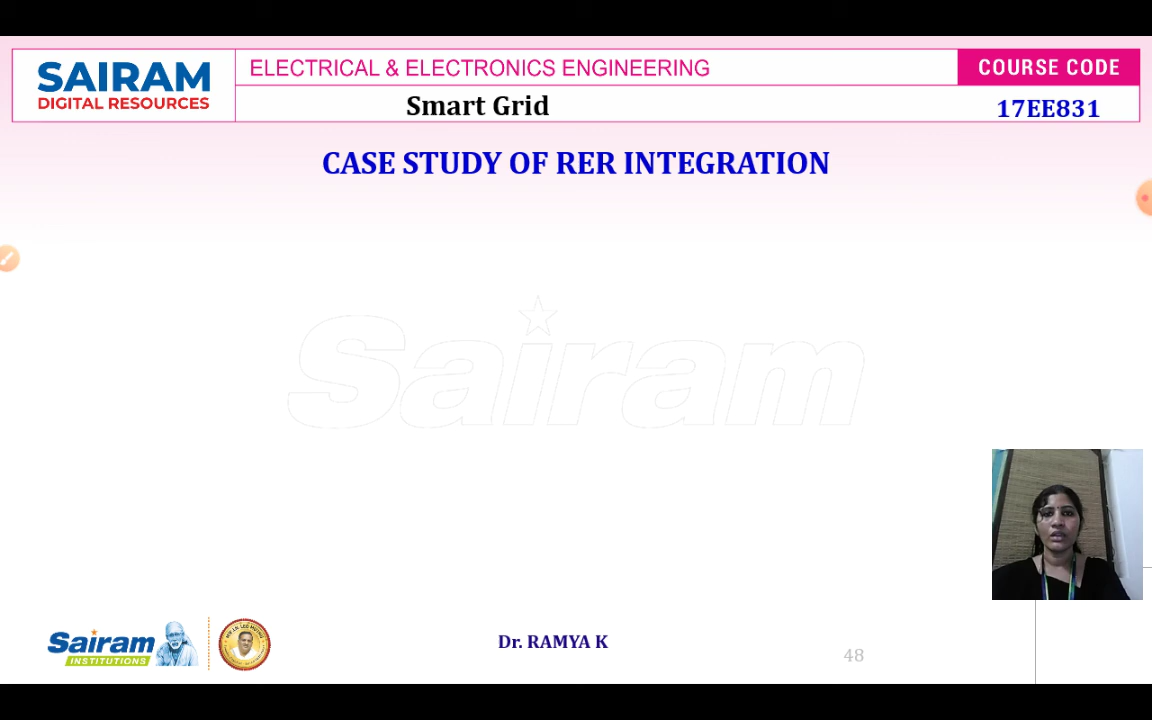 SAIRAM
DIGITAL RESOURCES
ELECTRICAL & ELECTRONICS ENGINEERING
COURSE CODE
Smart Grid
17EE831
CASE STUDY OF RER INTEGRATION
Sairam
Sairam
INSTITUTIONS
Dr. RAMYA K
48